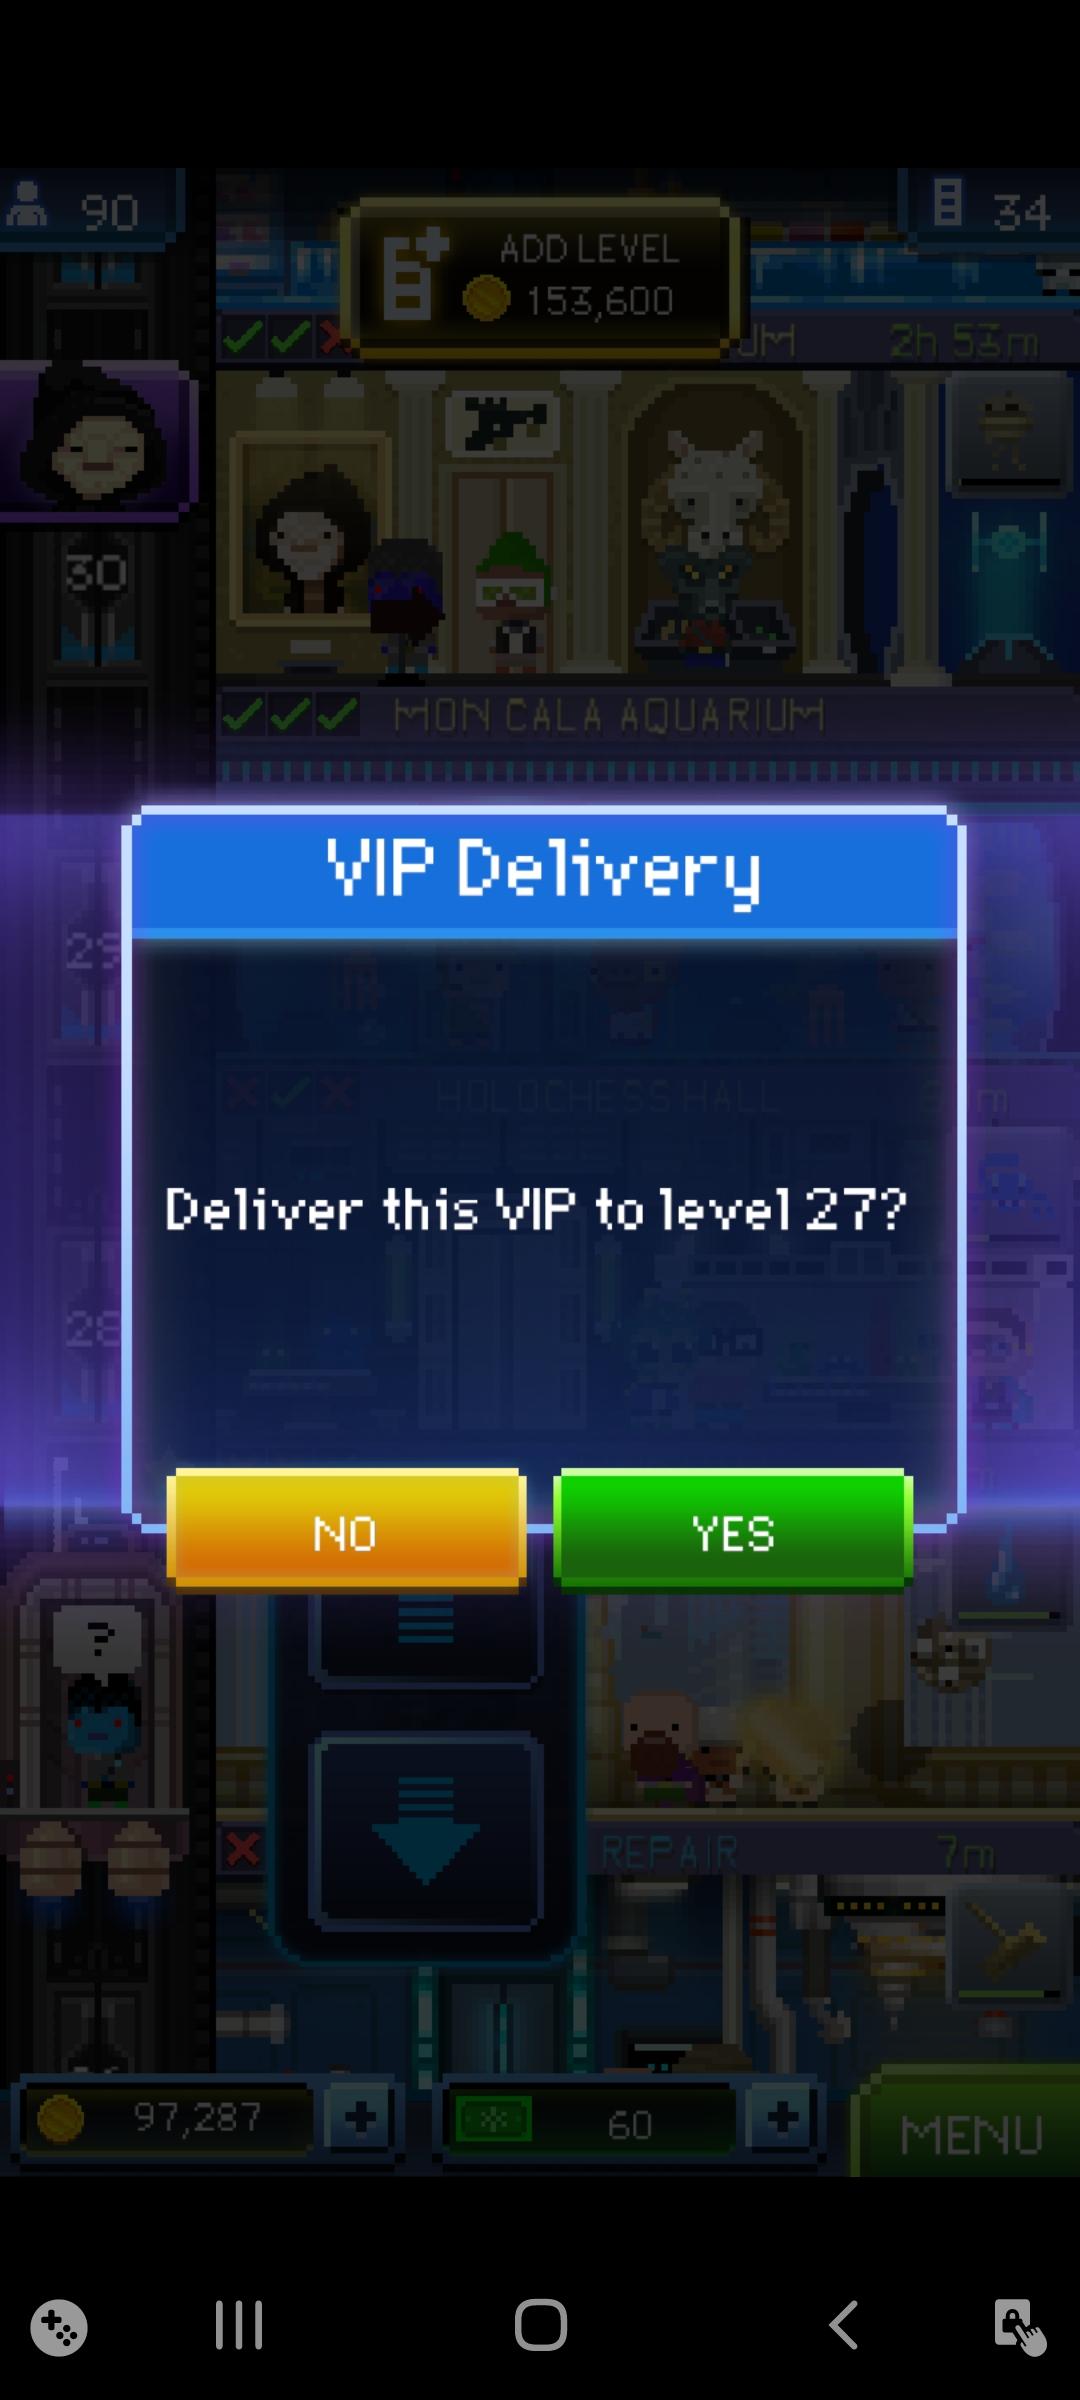 90
34
ADD LEVEL
153,600
UM
2h 53m
30
MON CALA AQUARIUM
VIP Delivery
29
HOLOCHESS HALL
Deliver this VIP to level 27?
28
NO
YES
?
REPAIR
7m
97,287
60
MENU